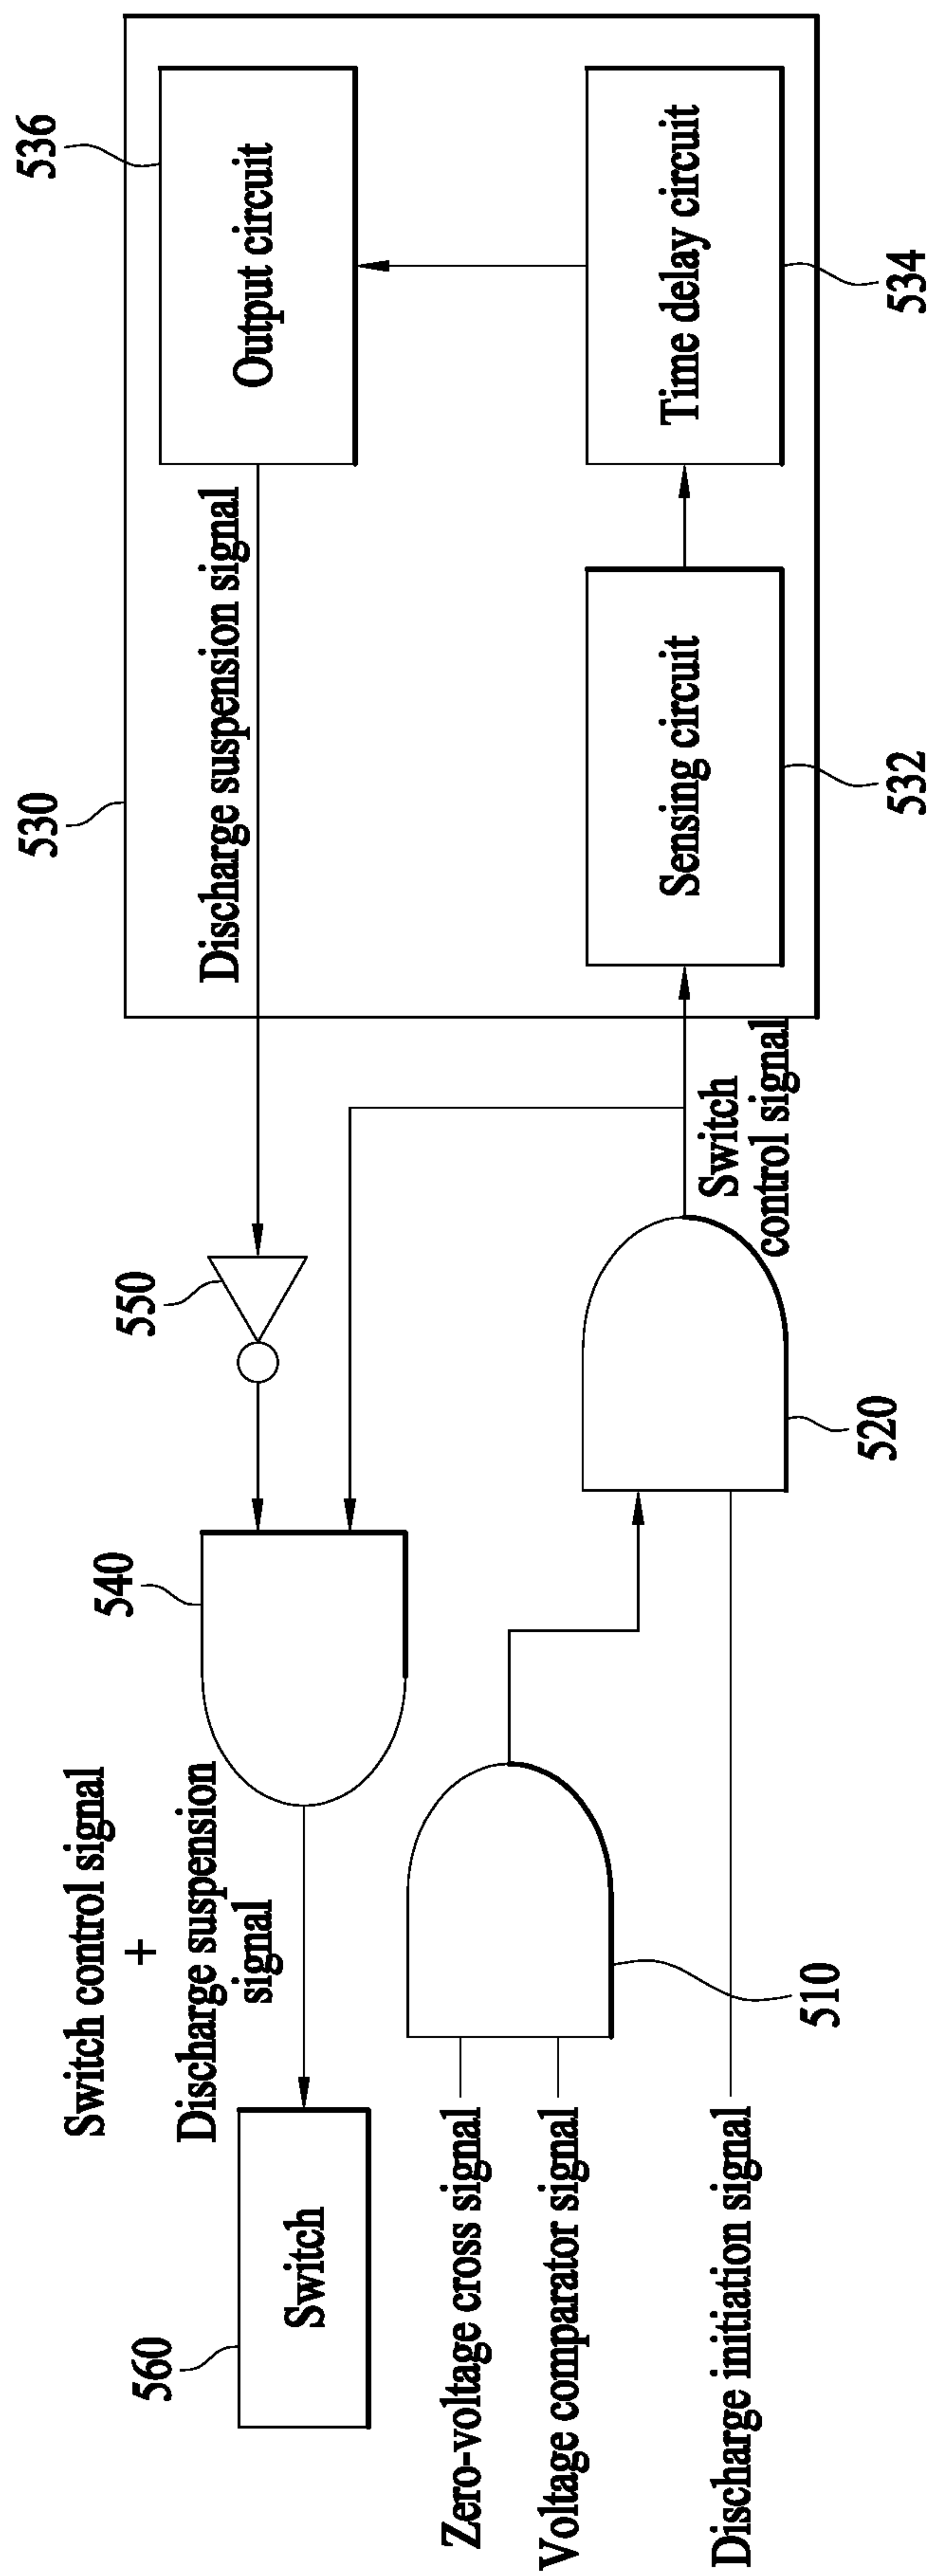 560
Switch
Switch control signal
+
Discharge suspension
signal
540
550
530
Discharge suspension signal
536
Output circuit
Zero-voltage cross signal
Voltage comparator signal
Discharge initiation signal
510
520
Switch
control signal
Sensing circuit
532
Time delay circuit
534